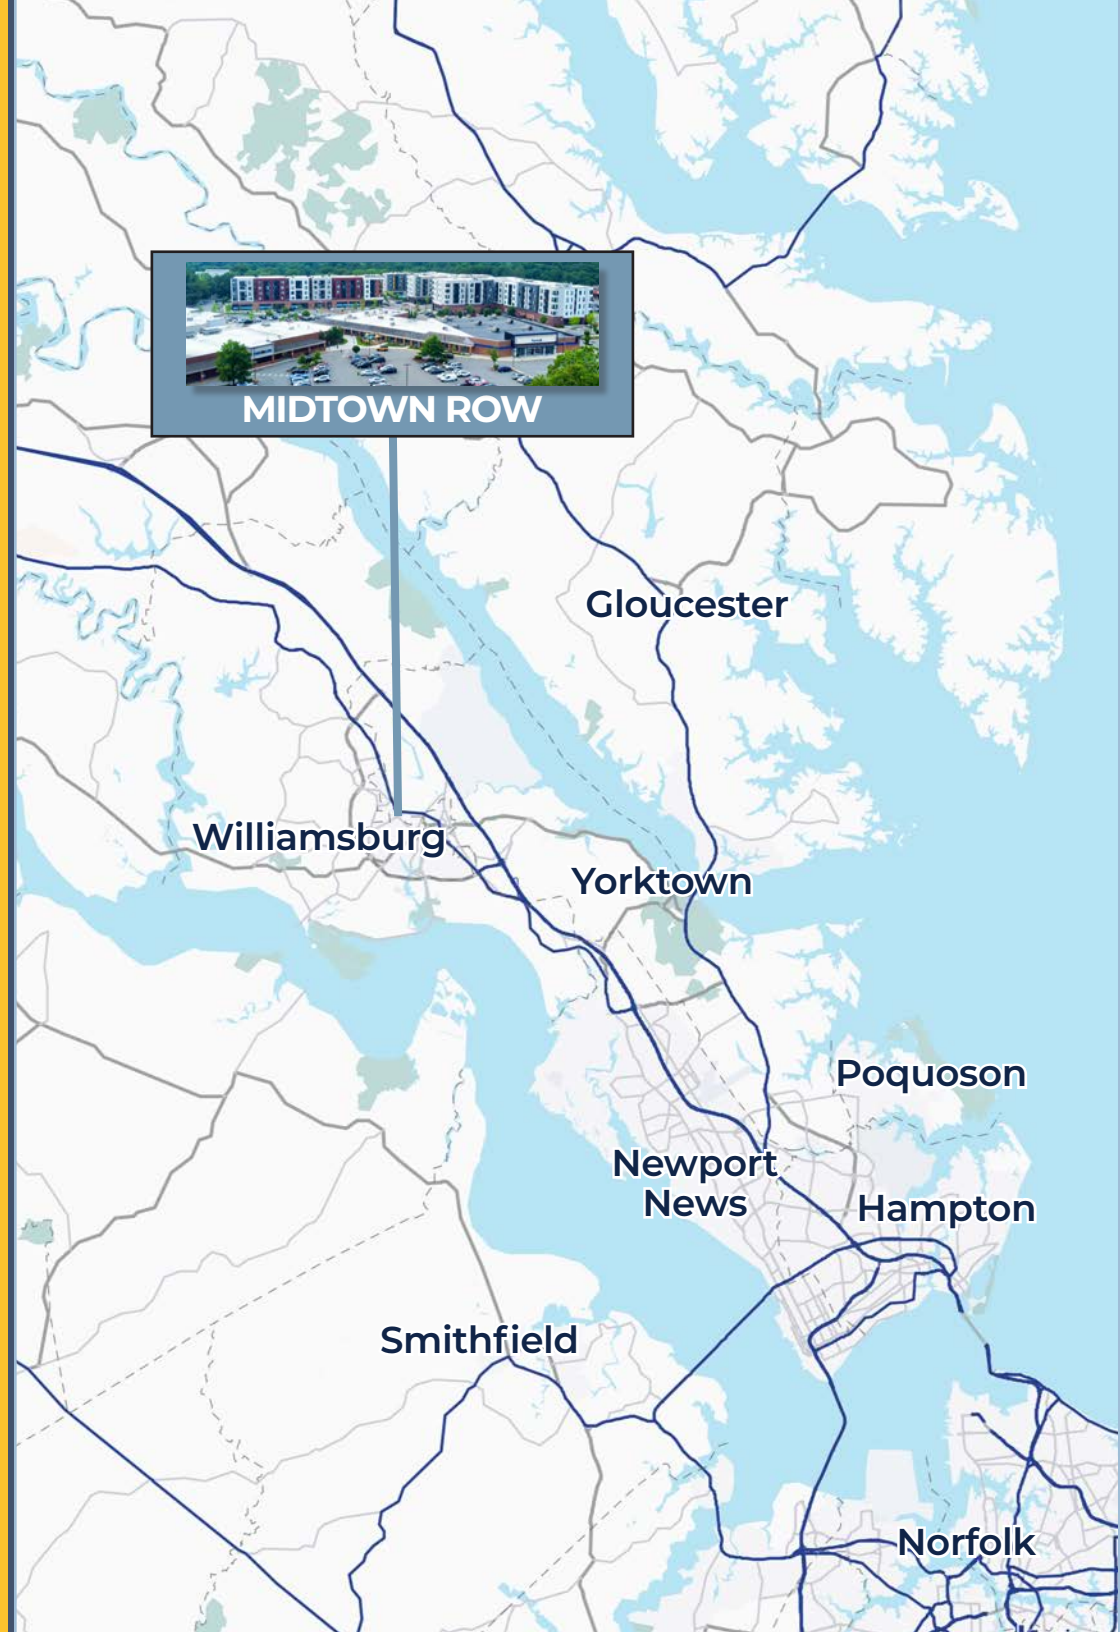 MIDTOWN ROW
Gloucester
Williamsburg
Yorktown
Poquoson
Newport
News
Hampton
Smithfield
Norfolk